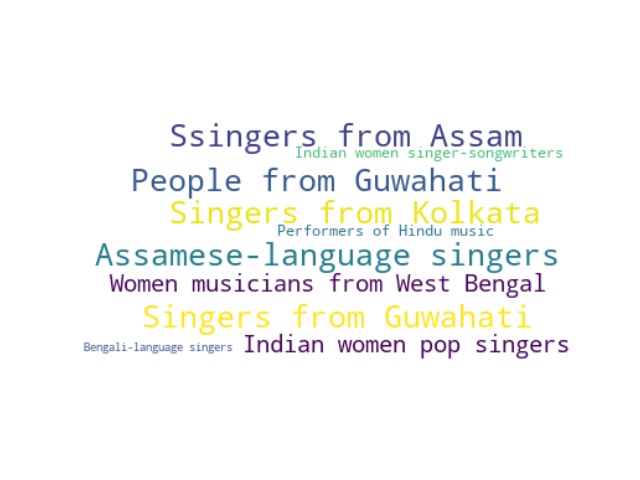 Ssingers from Assam
Indian women singer-songwriters
People from Guwahati
Singers from Kolkata
Performers of Hindu music
Assamese-language singers
Women musicians from West Bengal
Singers from Guwahati
Bengali-language singers Indian women pop singers